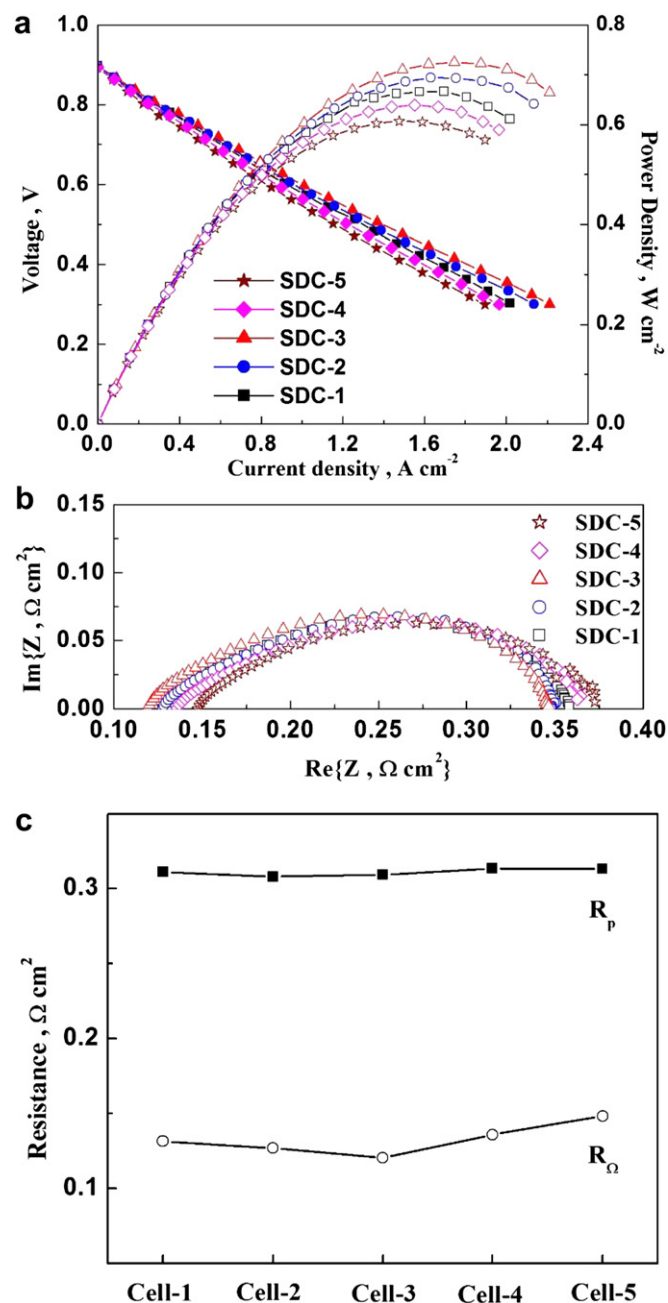 a
1.0
0.8
0.6
0.4
0.2
0.0
Voltage , V
0.8
0.6
0.4
0.2
0.0
Power Density , W cm⁻²
SDC-5
SDC-4
SDC-3
SDC-2
SDC-1
0.0 0.4 0.8 1.2 1.6 2.0 2.4
Current density , A cm⁻²
b
0.15
0.10
0.05
0.00
Im{Z , Ω cm²}
SDC-5
SDC-4
SDC-3
SDC-2
SDC-1
0.10 0.15 0.20 0.25 0.30 0.35 0.40
Re{Z , Ω cm²}
c
0.3
0.2
0.1
Resistance , Ω cm²
Rₚ
R_Ω
Cell-1 Cell-2 Cell-3 Cell-4 Cell-5